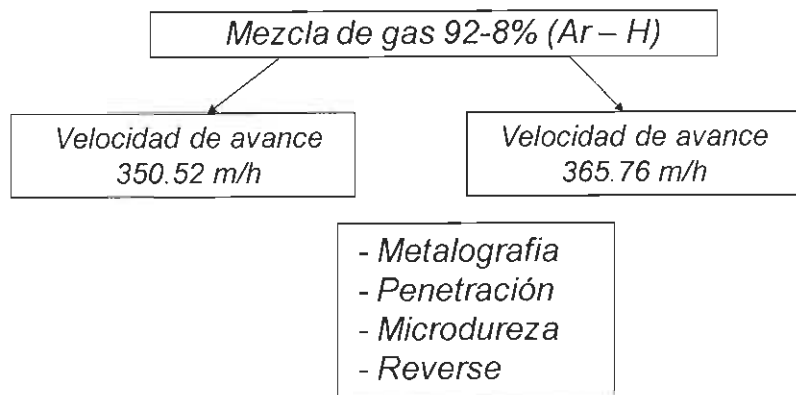 Mezcla de gas 92-8% (Ar – H)
Velocidad de avance
350.52 m/h
Velocidad de avance
365.76 m/h
- Metalografia
- Penetración
- Microdureza
- Reverse